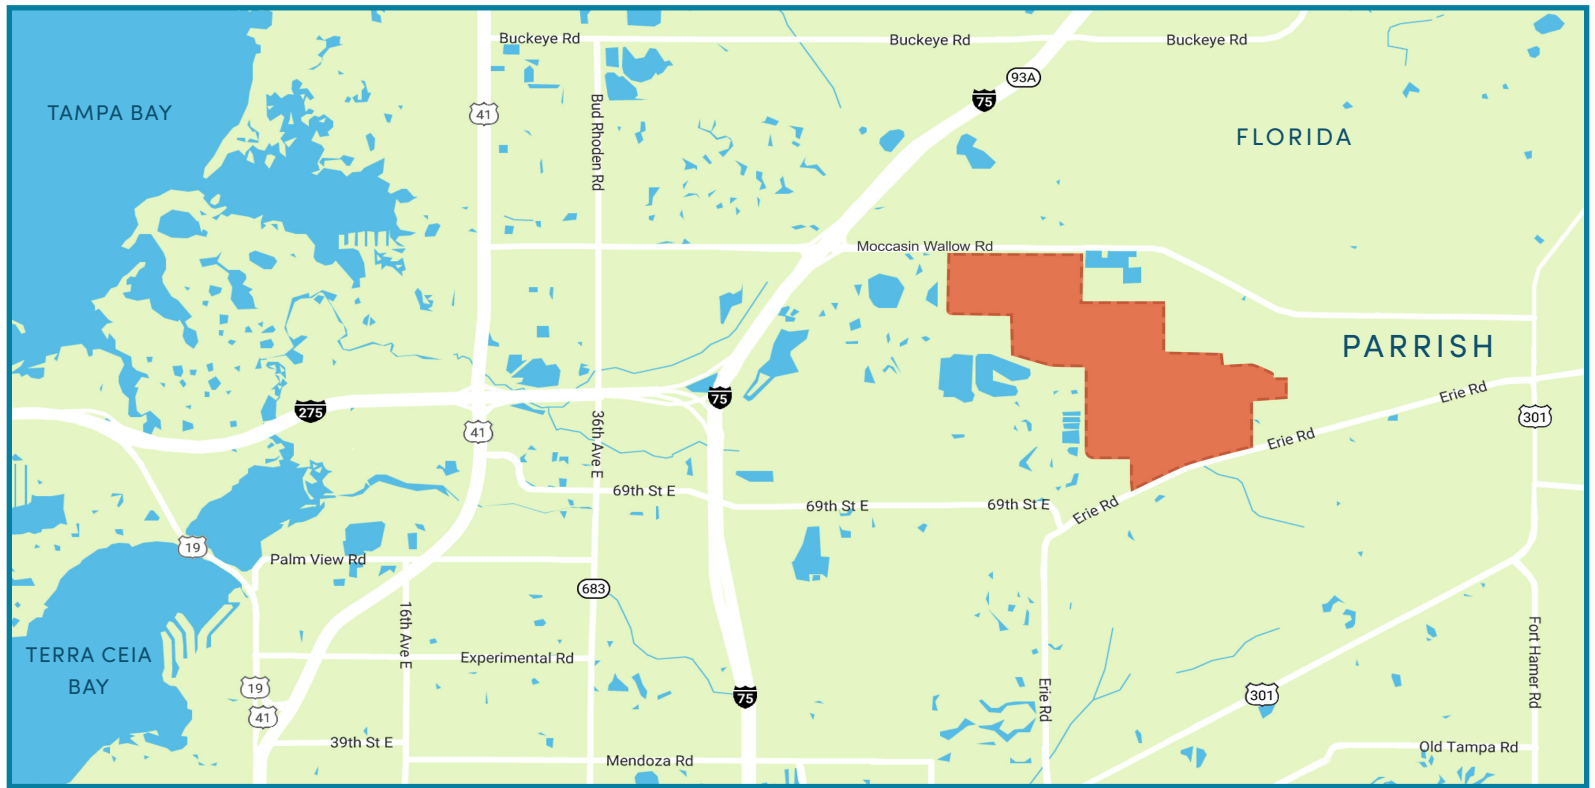 Buckeye Rd
Buckeye Rd
Buckeye Rd
93A
75
TAMPA BAY
41
Bud Rhoden Rd
FLORIDA
Moccasin Wallow Rd
PARRISH
Erie Rd
75
275
301
41
36th Ave E
Erie Rd
69th St E
69th St E
69th St E
Erie Rd
19
Palm View Rd
683
16th Ave E
TERRA CEIA
BAY
Experimental Rd
Fort Hamer Rd
19
41
75
Erie Rd
301
39th St E
Mendoza Rd
Old Tampa Rd